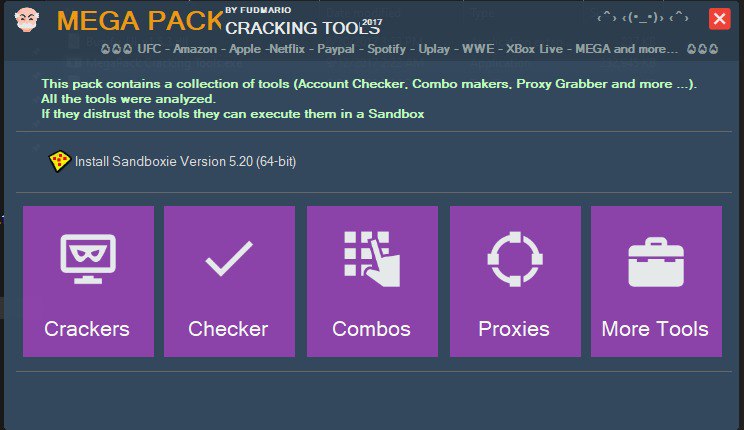 MEGA PACK BY FUDMARIO
CRACKING TOOLS 2017
UFC - Amazon - Apple -Netflix - Paypal - Spotify - Uplay - WWE - XBox Live - MEGA and more...
This pack contains a collection of tools (Account Checker, Combo makers, Proxy Grabber and more ...).
All the tools were analyzed.
If they distrust the tools they can execute them in a Sandbox
Install Sandboxie Version 5.20 (64-bit)
Crackers
Checker
Combos
Proxies
More Tools